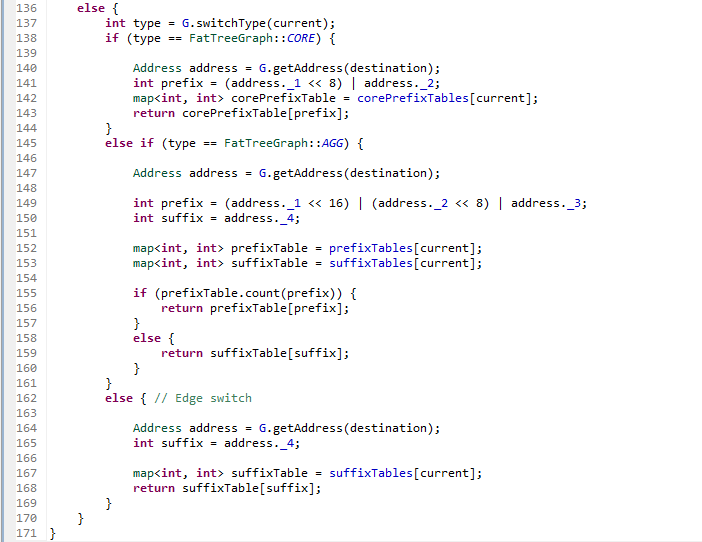 136     else {
137         int type = G.switchType(current);
138         if (type == FatTreeGraph::CORE) {
139
140             Address address = G.getAddress(destination);
141             int prefix = (address._1 << 8) | address._2;
142             map<int, int> corePrefixTable = corePrefixTables[current];
143             return corePrefixTable[prefix];
144         }
145         else if (type == FatTreeGraph::AGG) {
146
147             Address address = G.getAddress(destination);
148
149             int prefix = (address._1 << 16) | (address._2 << 8) | address._3;
150             int suffix = address._4;
151
152             map<int, int> prefixTable = prefixTables[current];
153             map<int, int> suffixTable = suffixTables[current];
154
155             if (prefixTable.count(prefix)) {
156                 return prefixTable[prefix];
157             }
158             else {
159                 return suffixTable[suffix];
160             }
161         }
162         else { // Edge switch
163
164             Address address = G.getAddress(destination);
165             int suffix = address._4;
166
167             map<int, int> suffixTable = suffixTables[current];
168             return suffixTable[suffix];
169         }
170     }
171 }